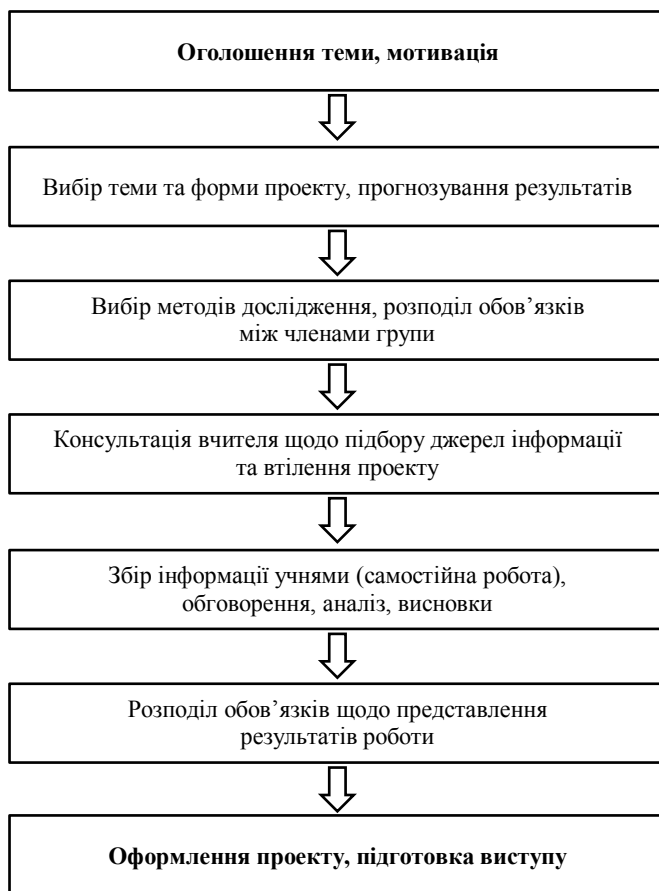 Оголошення теми, мотивація
Вибір теми та форми проекту, прогнозування результатів
Вибір методів дослідження, розподіл обов’язків
між членами групи
Консультація вчителя щодо підбору джерел інформації
та втілення проекту
Збір інформації учнями (самостійна робота),
обговорення, аналіз, висновки
Розподіл обов’язків щодо представлення
результатів роботи
Оформлення проекту, підготовка виступу